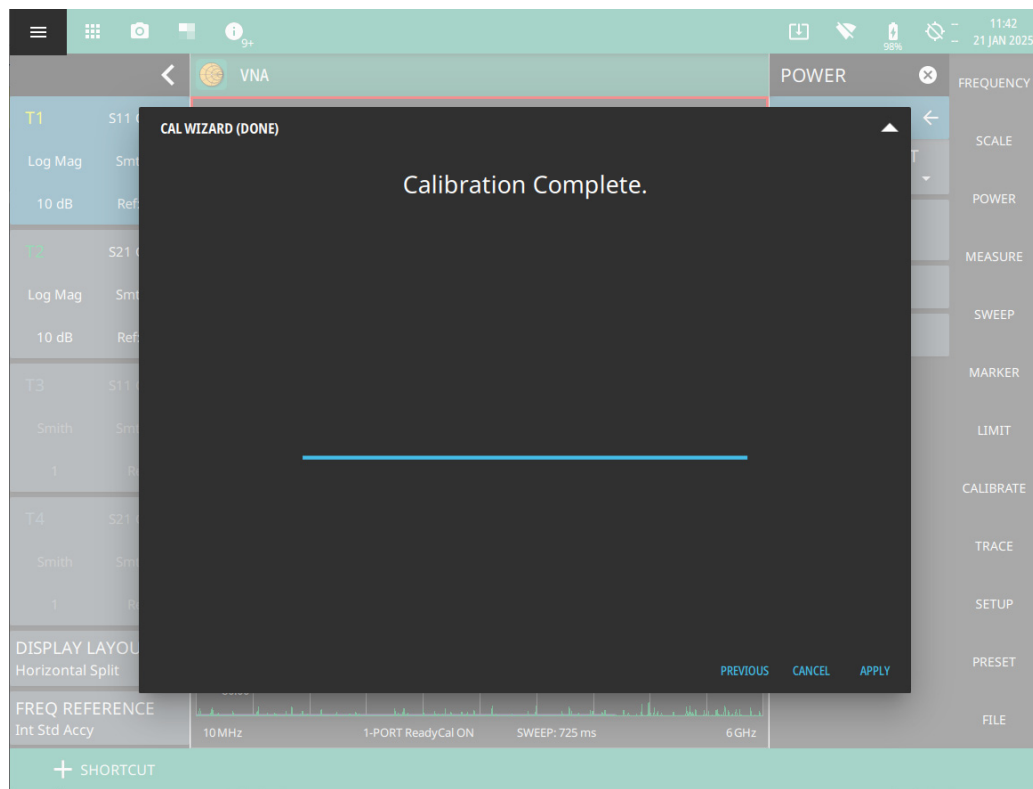 9+
98%
11:42
21 JAN 2025
VNA
POWER
T1
S11
Log Mag
10 dB
T2
S21
Log Mag
10 dB
T3
S11
Smith
1
T4
S21
Smith
1
DISPLAY
Horizontal Split
FREQ REFERENCE
Int Std Accy
CAL WIZARD (DONE)
Calibration Complete.
PREVIOUS CANCEL APPLY
10 MHz 1-PORT ReadyCal ON SWEEP: 725 ms 6 GHz
FREQUENCY
SCALE
POWER
MEASURE
SWEEP
MARKER
LIMIT
CALIBRATE
TRACE
SETUP
PRESET
FILE
+ SHORTCUT